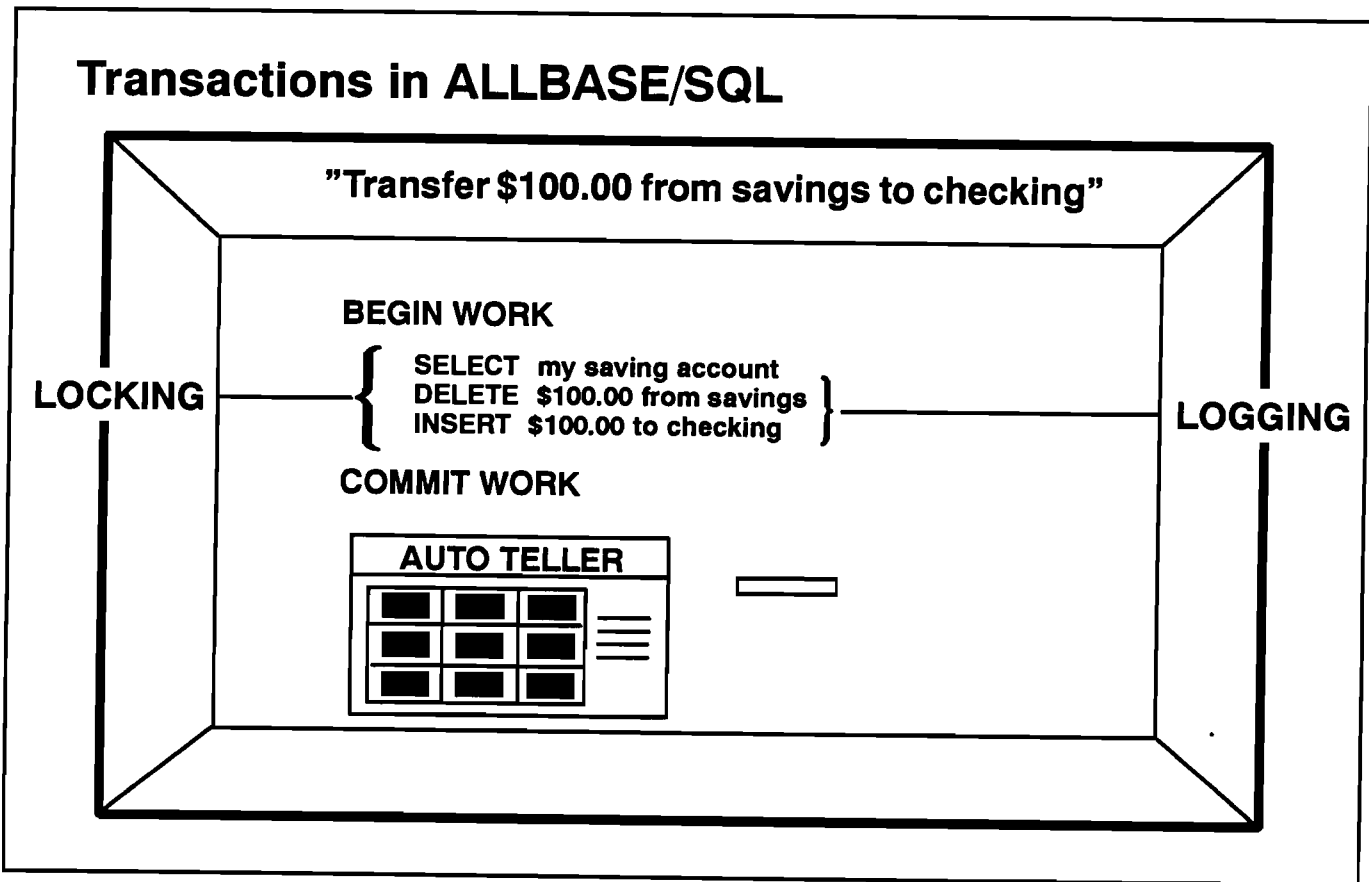 Transactions in ALLBASE/SQL
”Transfer $100.00 from savings to checking”
BEGIN WORK
SELECT my saving account
DELETE $100.00 from savings
INSERT $100.00 to checking
LOCKING
LOGGING
COMMIT WORK
AUTO TELLER